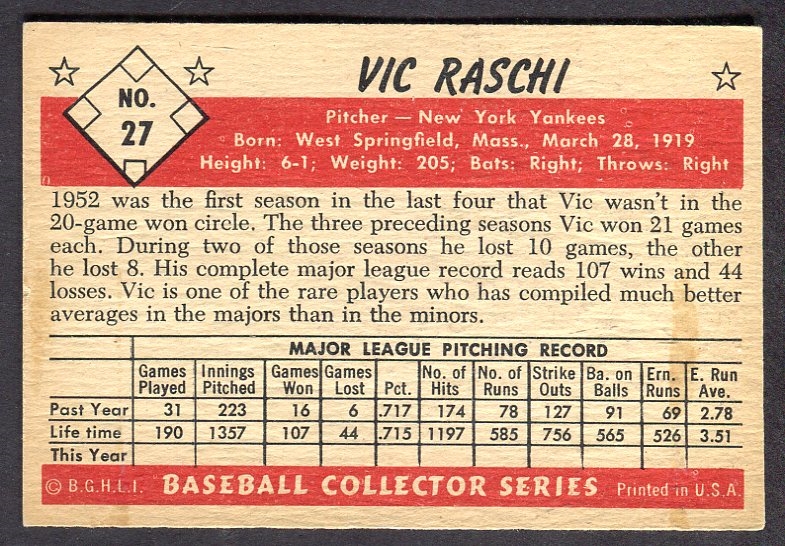 NO.
27
VIC RASCHI
Pitcher — New York Yankees
Born: West Springfield, Mass., March 28, 1919
Height: 6-1; Weight: 205; Bats: Right; Throws: Right
1952 was the first season in the last four that Vic wasn't in the
20-game won circle. The three preceding seasons Vic won 21 games
each. During two of those seasons he lost 10 games, the other
he lost 8. His complete major league record reads 107 wins and 44
losses. Vic is one of the rare players who has compiled much better
averages in the majors than in the minors.
MAJOR LEAGUE PITCHING RECORD
Games Played Innings Pitched Games Won Games Lost Pct. No. of Hits No. of Runs Strike Outs Ba. on Balls Ern. Runs E. Run Ave.
Past Year 31 223 16 6 .717 174 78 127 91 69 2.78
Life time 190 1357 107 44 .715 1197 585 756 565 526 3.51
This Year
© B.G.H.L.I. BASEBALL COLLECTOR SERIES Printed in U.S.A.